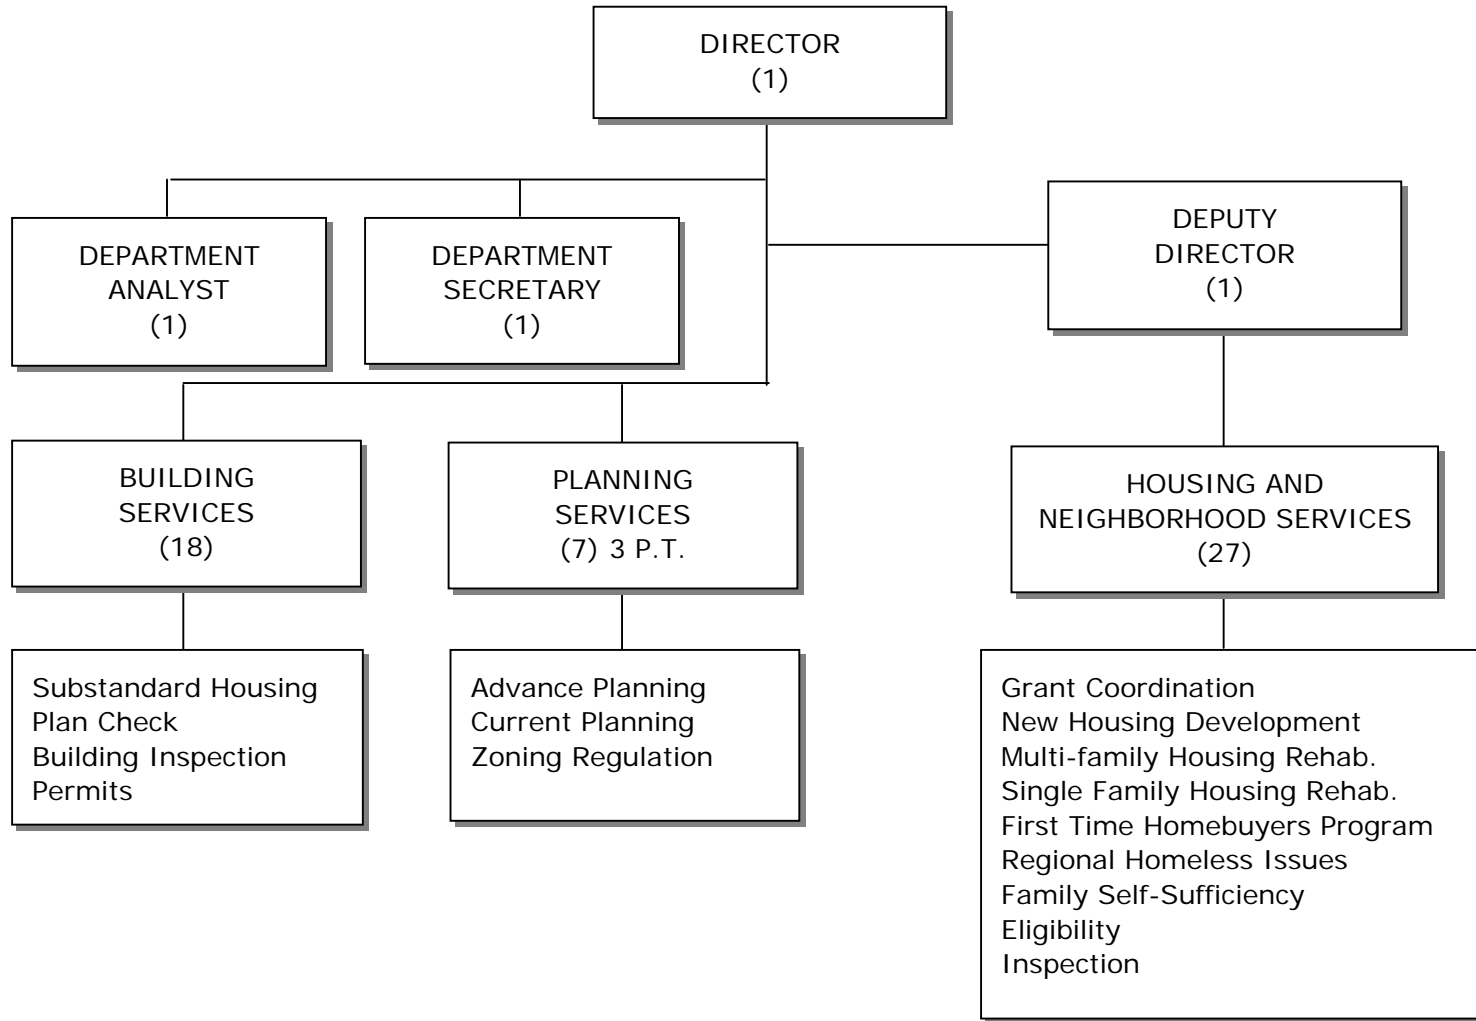 DIRECTOR
(1)
DEPARTMENT
ANALYST
(1)
DEPARTMENT
SECRETARY
(1)
DEPUTY
DIRECTOR
(1)
BUILDING
SERVICES
(18)
PLANNING
SERVICES
(7) 3 P.T.
HOUSING AND
NEIGHBORHOOD SERVICES
(27)
Substandard Housing
Plan Check
Building Inspection
Permits
Advance Planning
Current Planning
Zoning Regulation
Grant Coordination
New Housing Development
Multi-family Housing Rehab.
Single Family Housing Rehab.
First Time Homebuyers Program
Regional Homeless Issues
Family Self-Sufficiency
Eligibility
Inspection